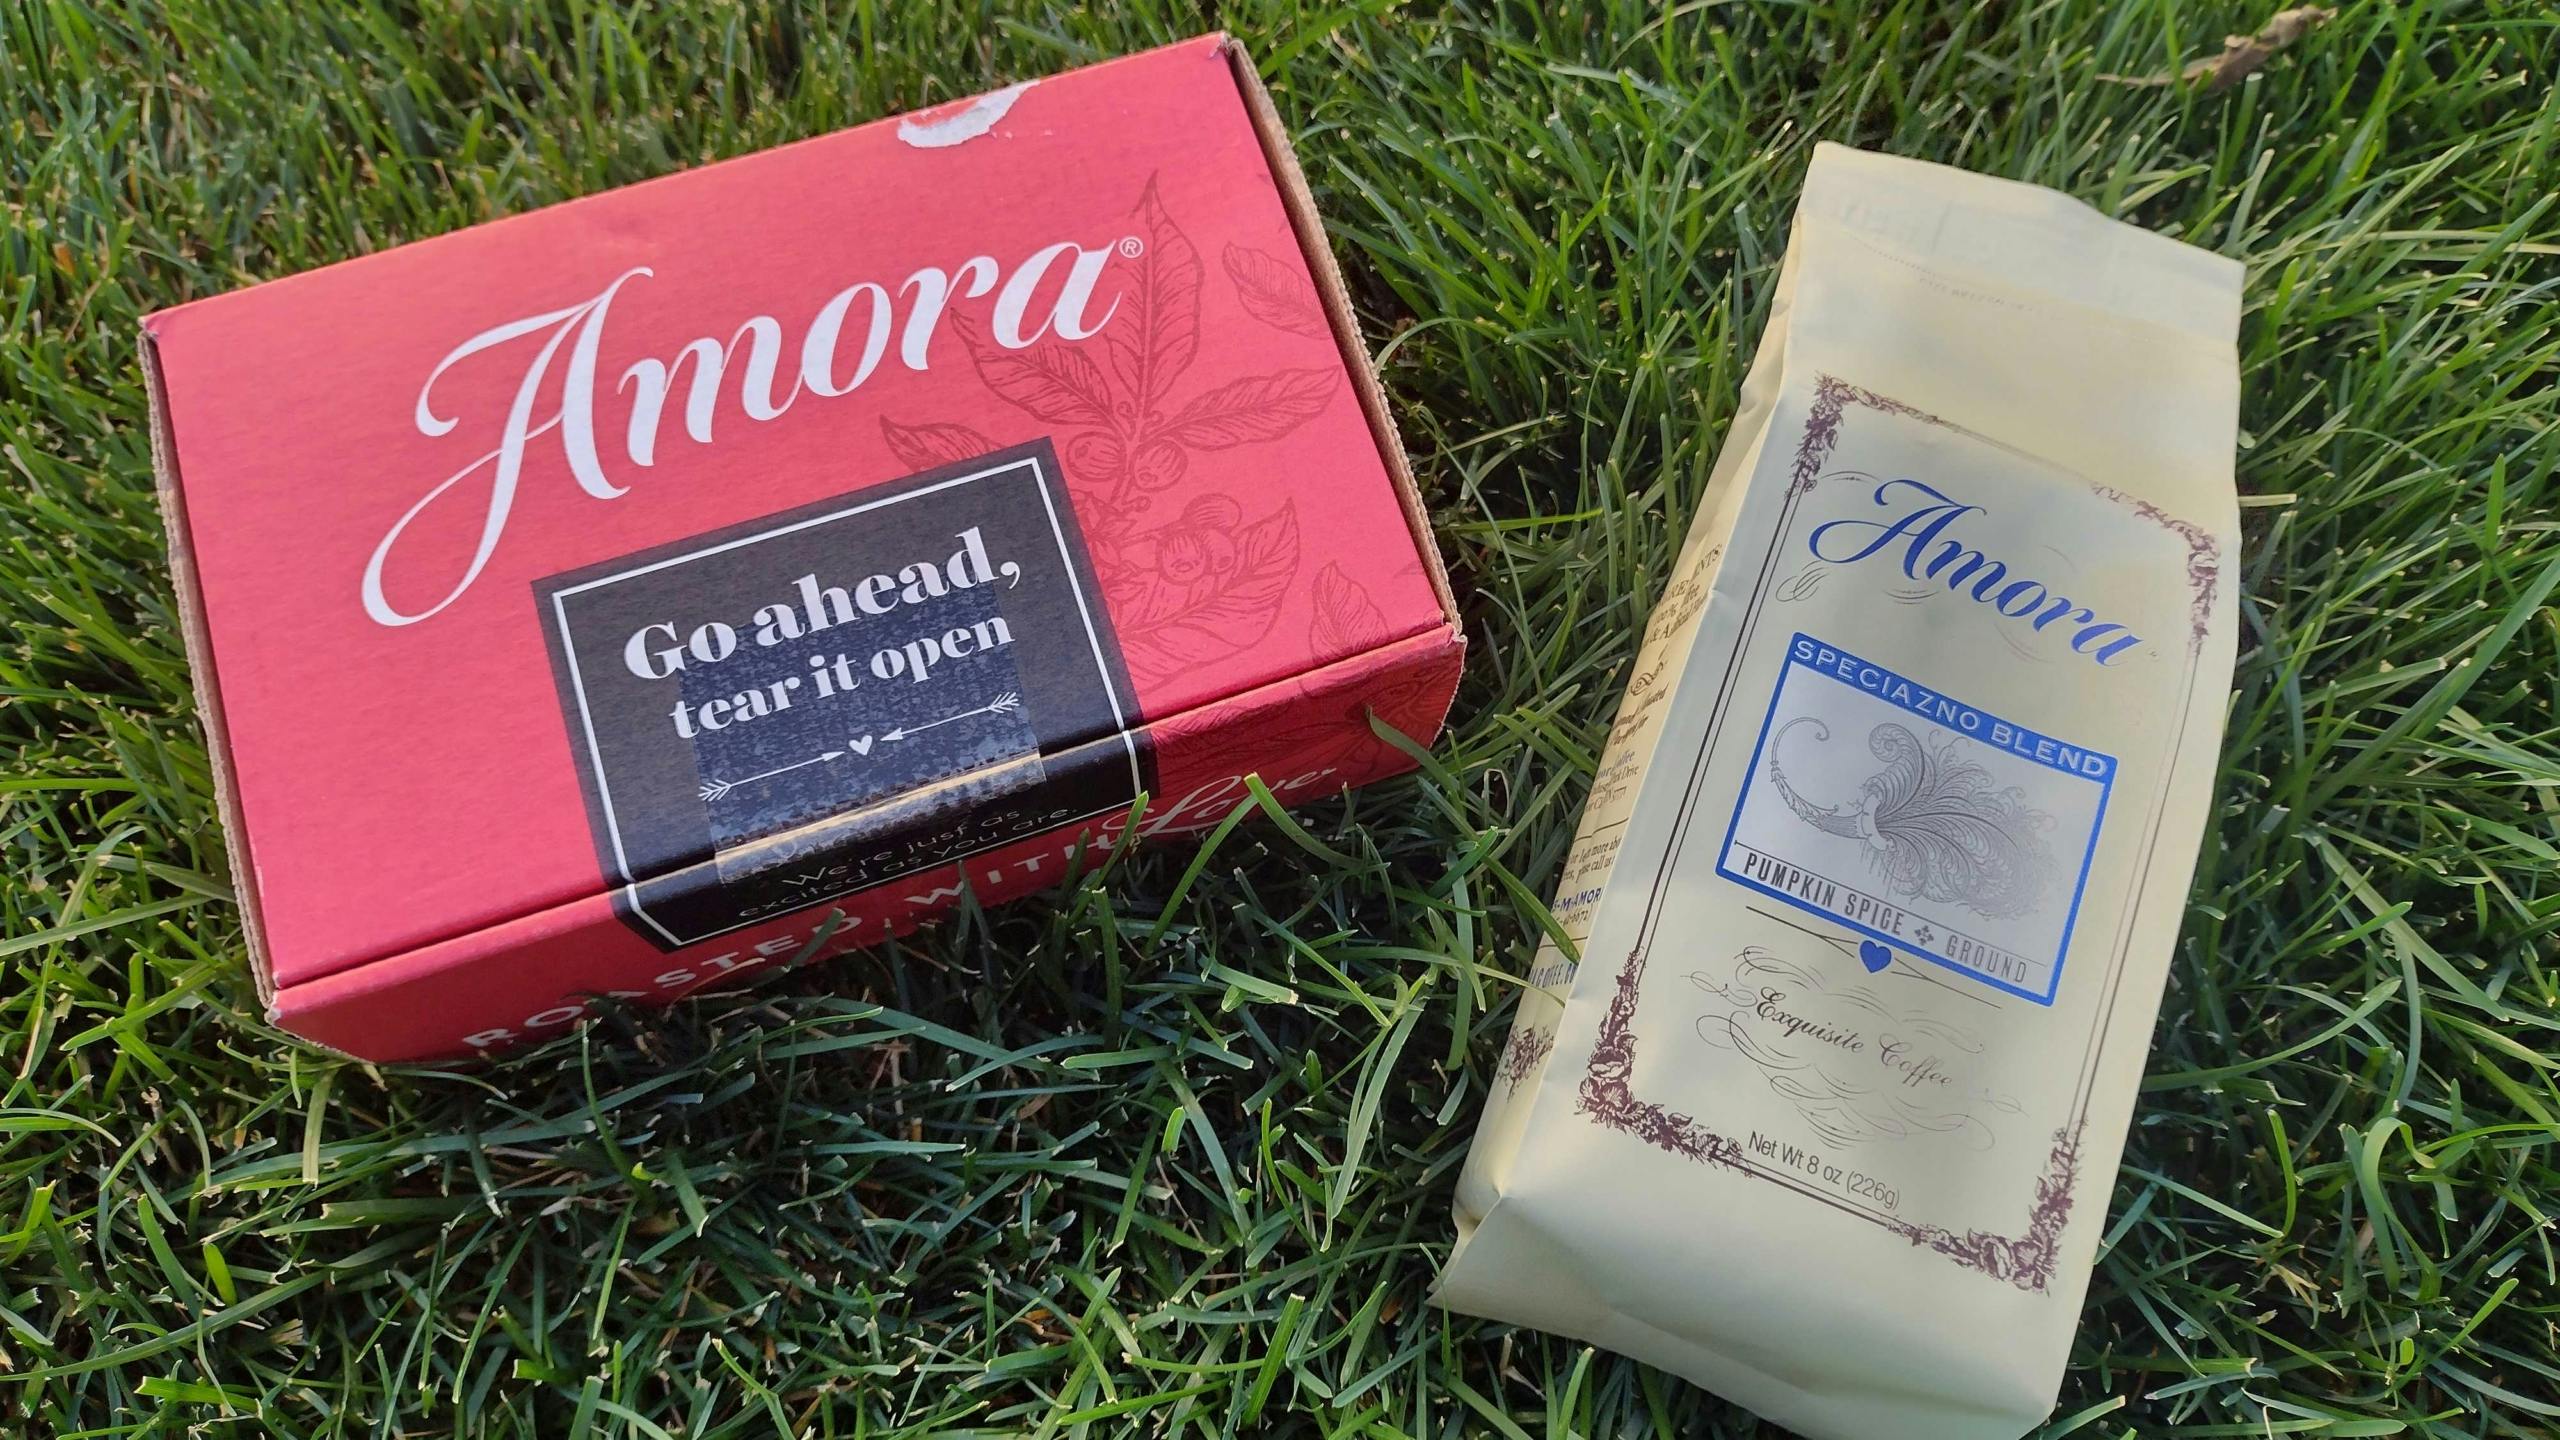 Amora®
Go ahead,
tear it open
We're just as
excited as you are.
ROASTED WITH Love
Amora
SPECIAZNO BLEND
PUMPKIN SPICE GROUND
Exquisite Coffee
Net Wt 8 oz (226g)